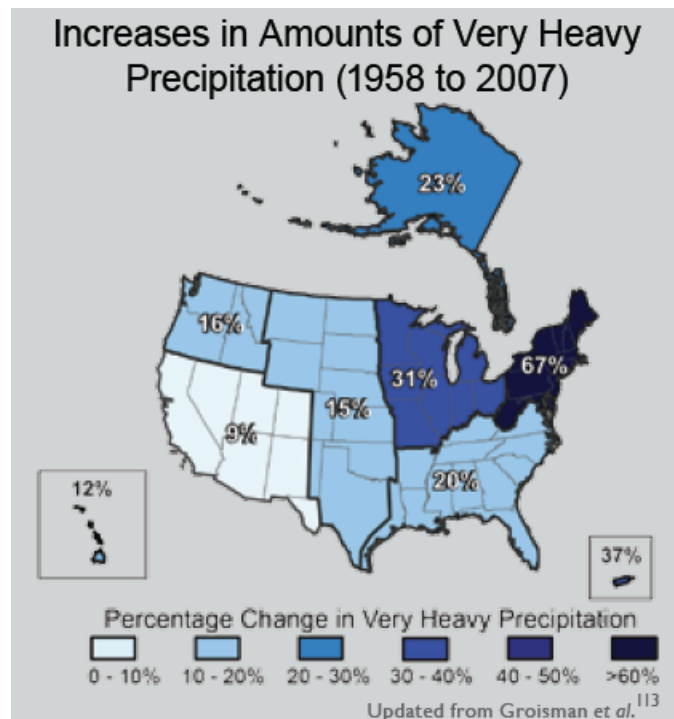 Increases in Amounts of Very Heavy
Precipitation (1958 to 2007)
23%
16%
31%
67%
15%
9%
20%
12%
37%
Percentage Change in Very Heavy Precipitation
0 - 10% 10 - 20% 20 - 30% 30 - 40% 40 - 50% >60%
Updated from Groisman et al.113